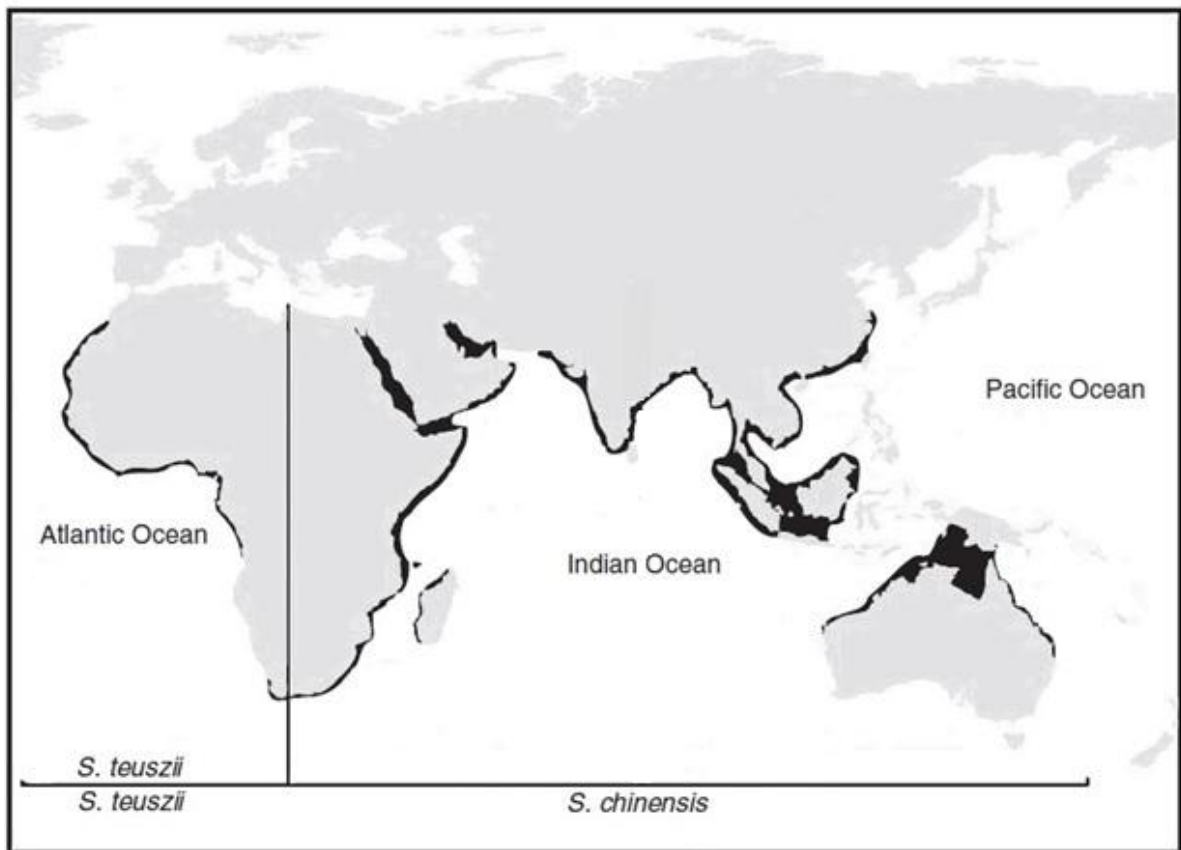 Pacific Ocean
Atlantic Ocean
Indian Ocean
S. teuszii
S. teuszii
S. chinensis